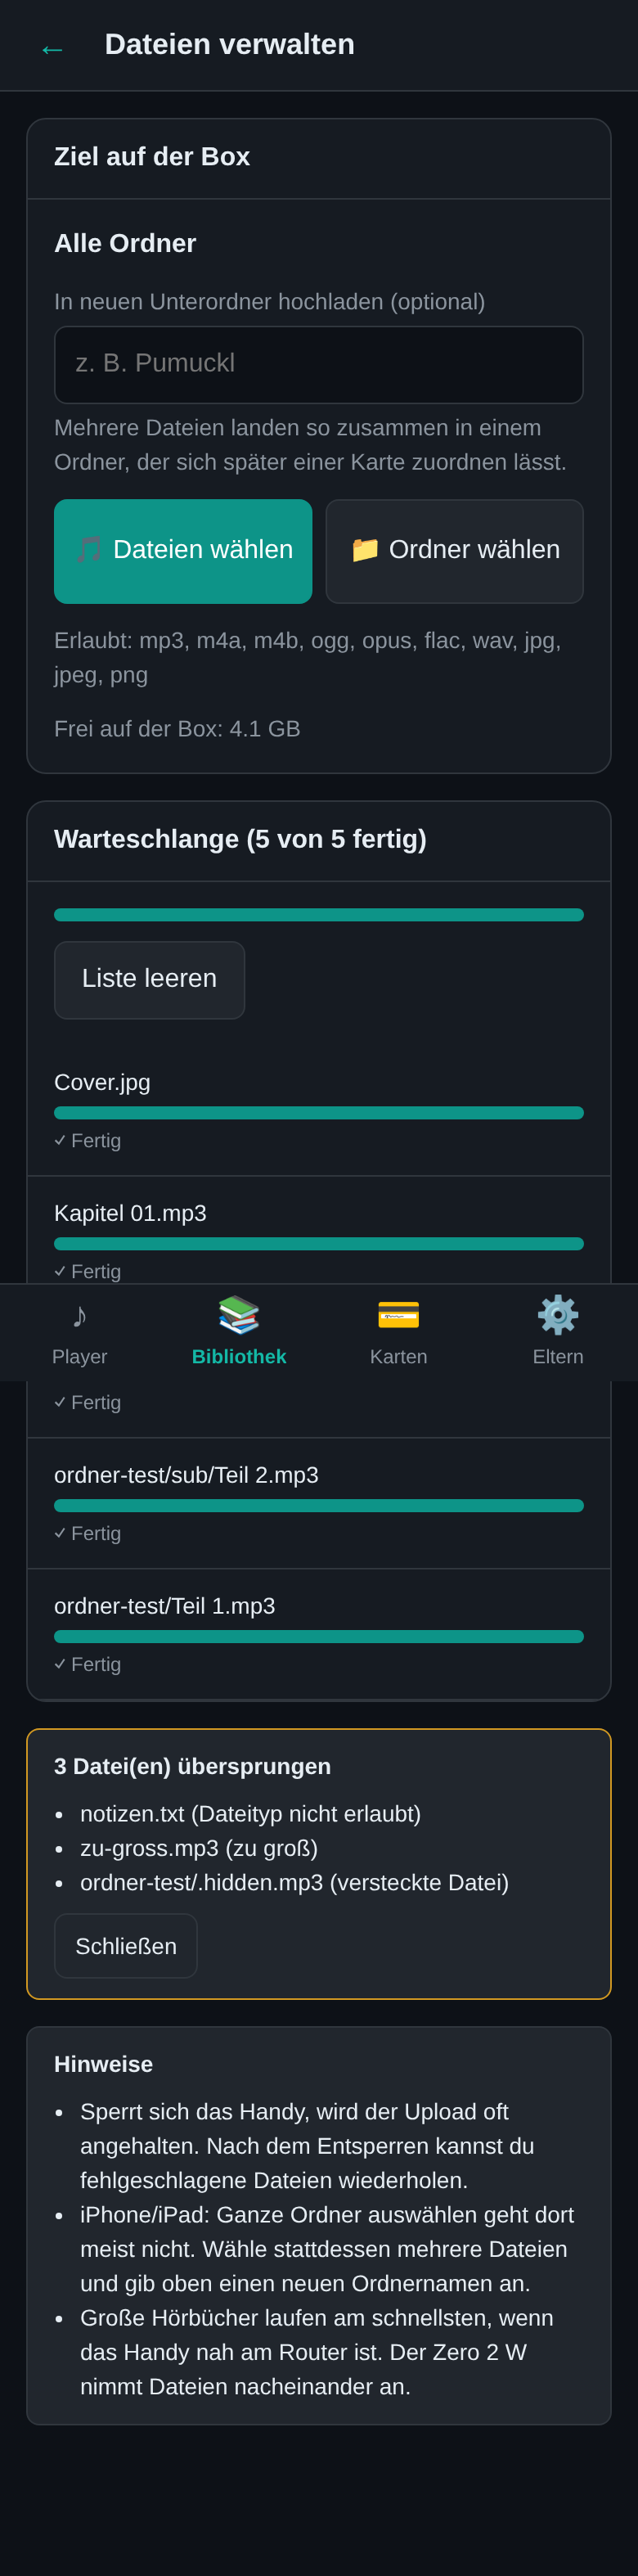 ← Dateien verwalten
Ziel auf der Box
Alle Ordner
In neuen Unterordner hochladen (optional)
z. B. Pumuckl
Mehrere Dateien landen so zusammen in einem
Ordner, der sich später einer Karte zuordnen lässt.
🎵 Dateien wählen
📁 Ordner wählen
Erlaubt: mp3, m4a, m4b, ogg, opus, flac, wav, jpg,
jpeg, png
Frei auf der Box: 4.1 GB
Warteschlange (5 von 5 fertig)
Liste leeren
Cover.jpg
✓ Fertig
Kapitel 01.mp3
✓ Fertig
Player
Bibliothek
Karten
Eltern
✓ Fertig
ordner-test/sub/Teil 2.mp3
✓ Fertig
ordner-test/Teil 1.mp3
✓ Fertig
3 Datei(en) übersprungen
• notizen.txt (Dateityp nicht erlaubt)
• zu-gross.mp3 (zu groß)
• ordner-test/.hidden.mp3 (versteckte Datei)
Schließen
Hinweise
• Sperrt sich das Handy, wird der Upload oft
angehalten. Nach dem Entsperren kannst du
fehlgeschlagene Dateien wiederholen.
• iPhone/iPad: Ganze Ordner auswählen geht dort
meist nicht. Wähle stattdessen mehrere Dateien
und gib oben einen neuen Ordnernamen an.
• Große Hörbücher laufen am schnellsten, wenn
das Handy nah am Router ist. Der Zero 2 W
nimmt Dateien nacheinander an.